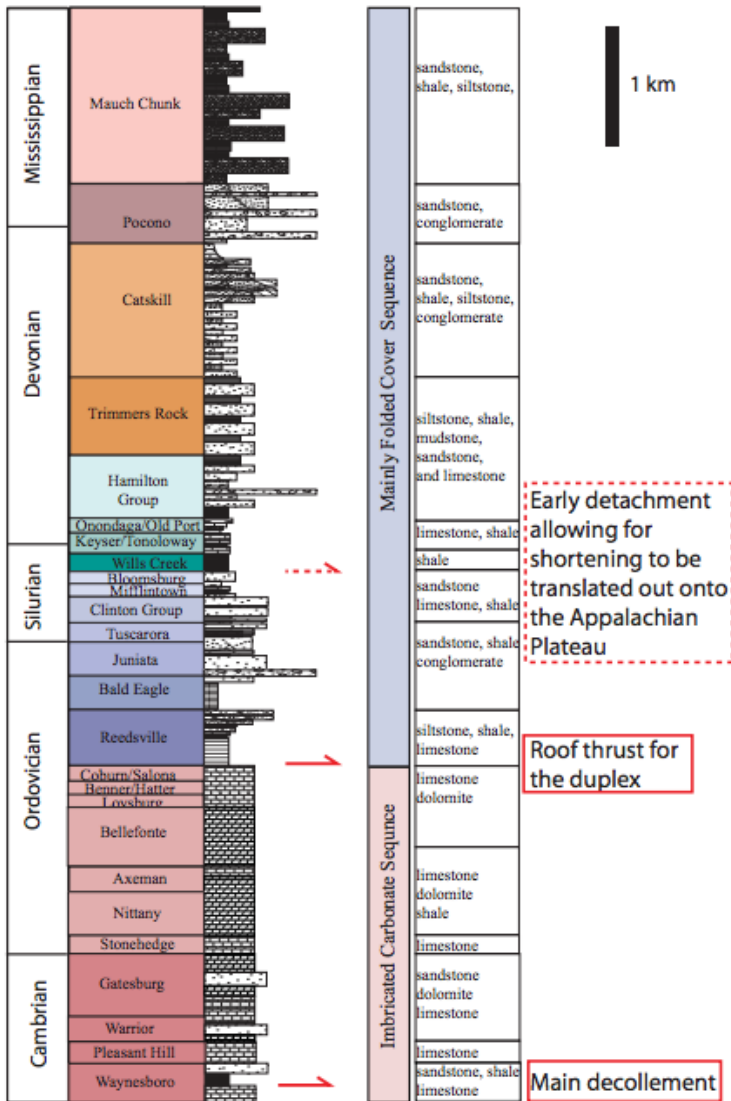 Mississippian
Devonian
Silurian
Ordovician
Cambrian
Mauch Chunk
Pocono
Catskill
Trimmers Rock
Hamilton
Group
Onondaga/Old Port
Keyser/Tonoloway
Wills Creek
Bloomsburg
Mifflintown
Clinton Group
Tuscarora
Juniata
Bald Eagle
Reedsville
Coburn/Salona
Benner/Hatter
Loysburg
Bellefonte
Axeman
Nittany
Stonehedge
Gatesburg
Warrior
Pleasant Hill
Waynesboro
Mainly Folded Cover Sequence
Imbricated Carbonate Sequnce
sandstone,
shale, siltstone,
sandstone,
conglomerate
sandstone,
shale, siltstone,
conglomerate
siltstone, shale,
mudstone,
sandstone,
and limestone
limestone, shale
shale
sandstone
limestone, shale
sandstone, shale
conglomerate
siltstone, shale,
limestone
limestone
dolomite
limestone
dolomite
shale
limestone
sandstone
dolomite
limestone
limestone
sandstone, shale
limestone
1 km
Early detachment
allowing for
shortening to be
translated out onto
the Appalachian
Plateau
Roof thrust for
the duplex
Main decollement